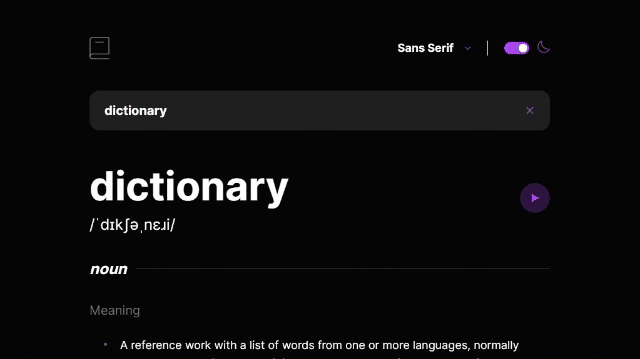 Sans Serif
dictionary
dictionary
/ˈdɪkʃəˌnɛɹi/
noun
Meaning
A reference work with a list of words from one or more languages, normally